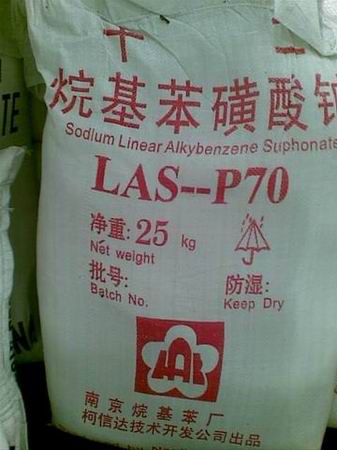 十 二
烷基苯磺酸钠
Sodium Linear Alkybenzene Suphonate
LAS--P70
净重: 25 kg
Net weight
批号:
Batch No.
防湿:
Keep Dry
南京烷基苯厂
柯信达技术开发公司出品